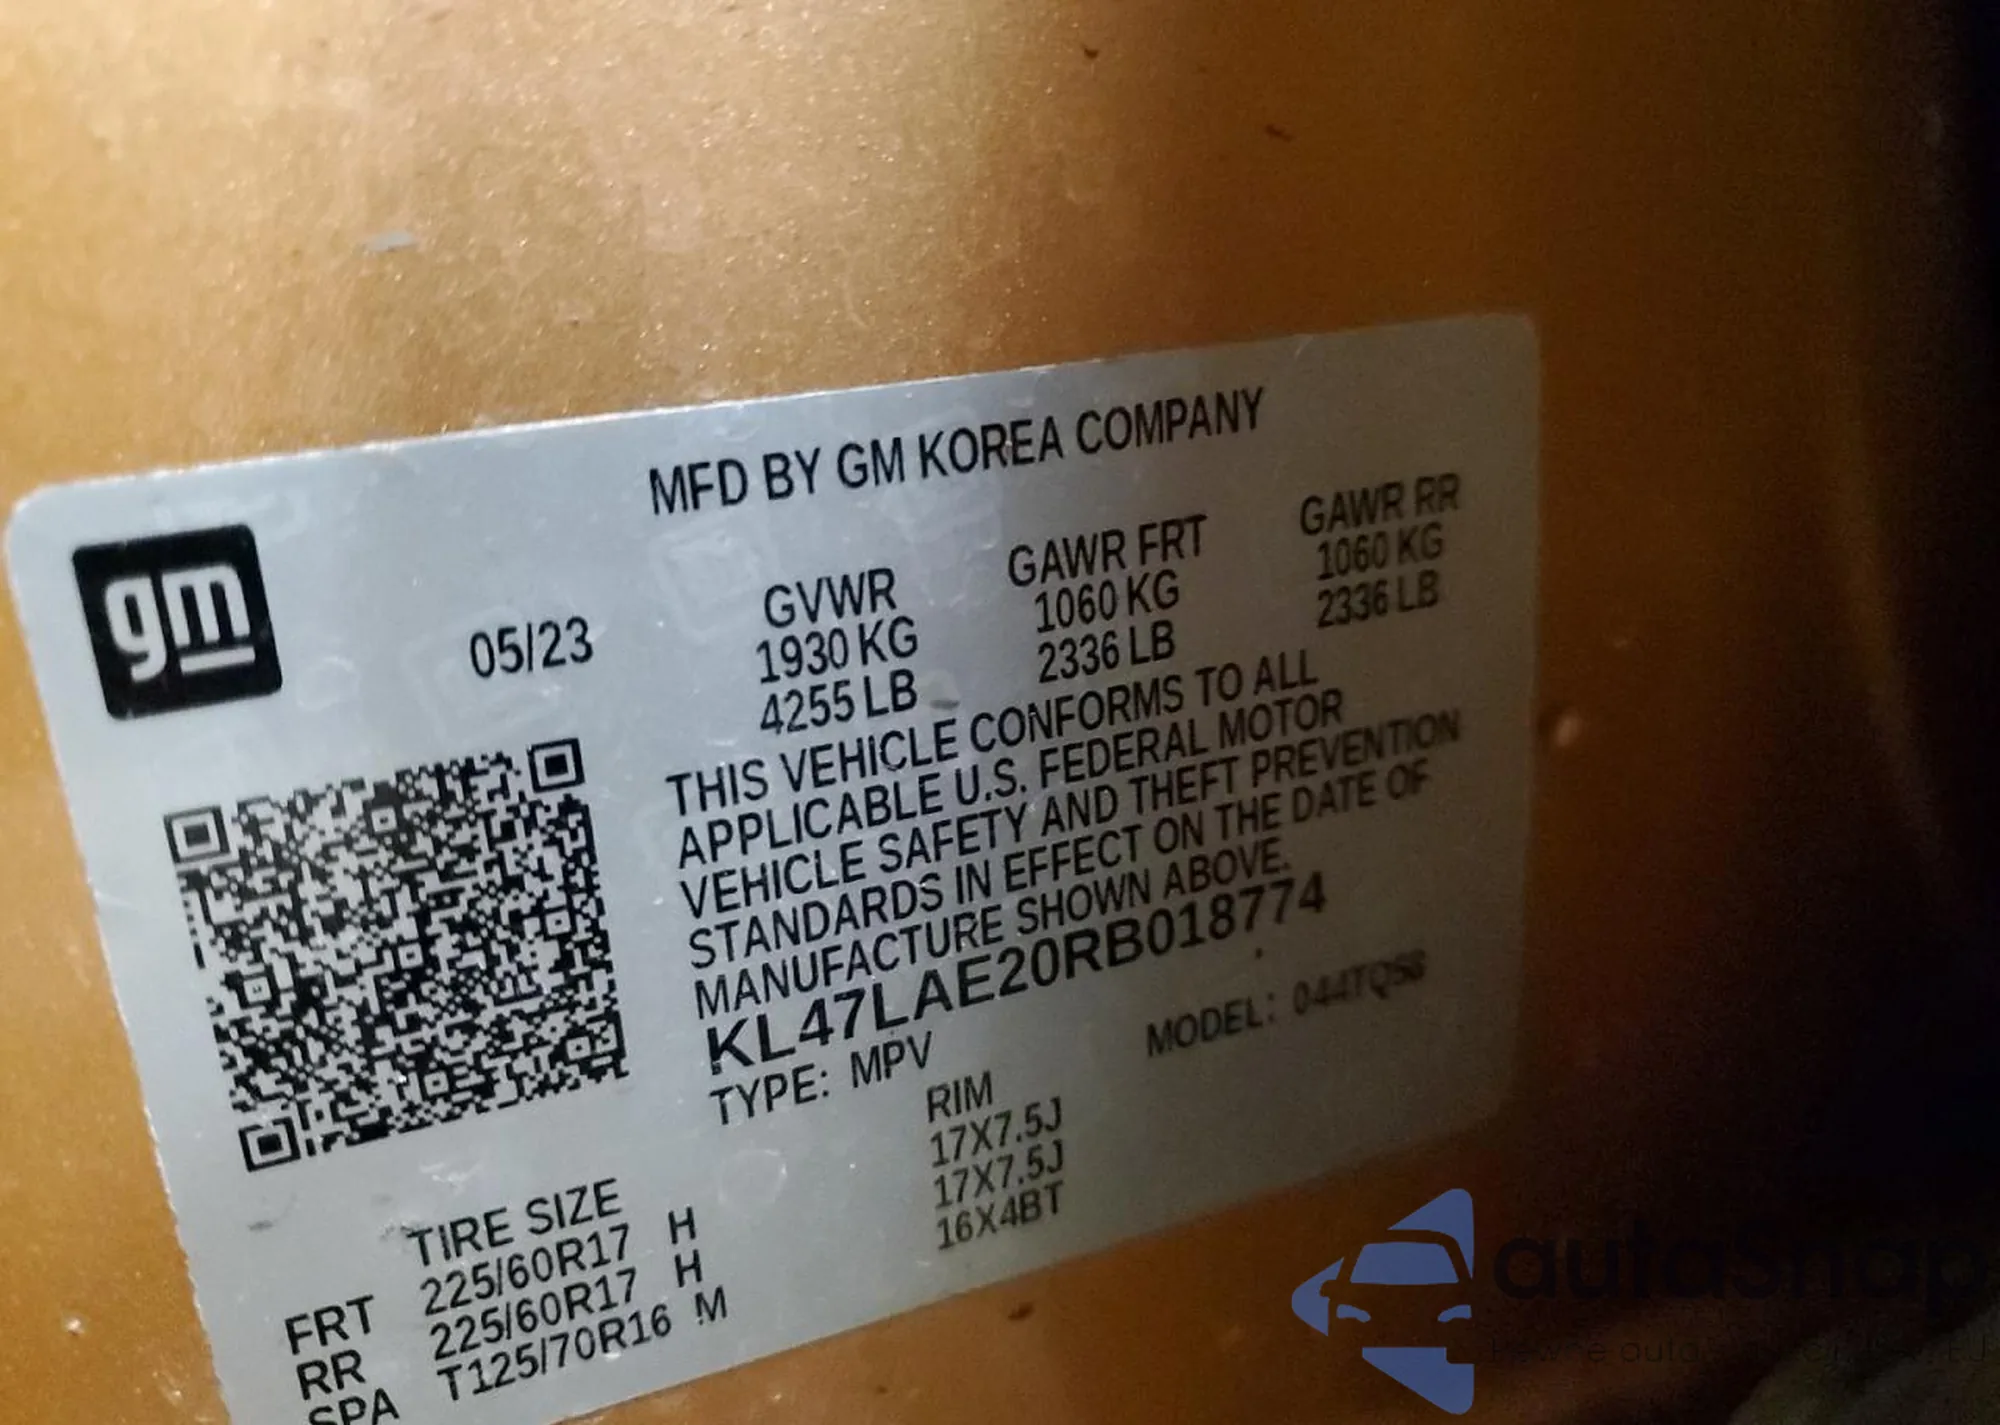 MFD BY GM KOREA COMPANY
gm
05/23
GVWR GAWR FRT GAWR RR
1930 KG 1060 KG 1060 KG
4255 LB 2336 LB 2336 LB
THIS VEHICLE CONFORMS TO ALL
APPLICABLE U.S. FEDERAL MOTOR
VEHICLE SAFETY AND THEFT PREVENTION
STANDARDS IN EFFECT ON THE DATE OF
MANUFACTURE SHOWN ABOVE.
KL47LAE20RB018774
TYPE: MPV MODEL: 044TQ58
TIRE SIZE RIM
FRT 225/60R17 H 17X7.5J
RR 225/60R17 H 17X7.5J
SPA T125/70R16 M 16X4BT
autaSnap